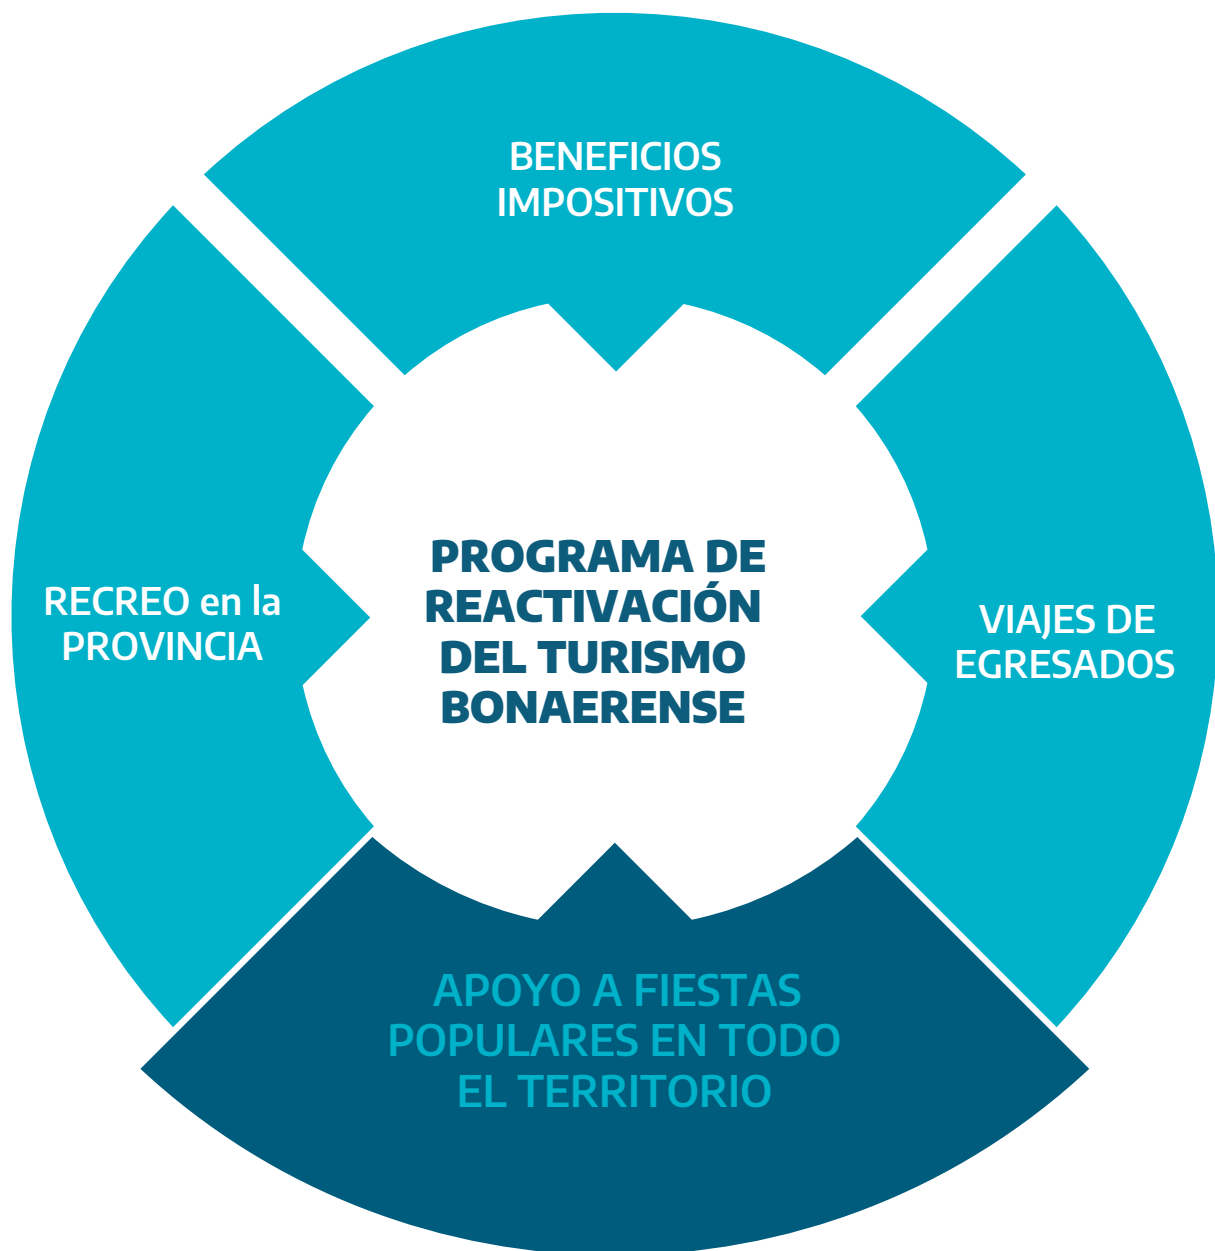 BENEFICIOS
IMPOSITIVOS
RECREO en la
PROVINCIA
PROGRAMA DE
REACTIVACIÓN
DEL TURISMO
BONAERENSE
VIAJES DE
EGRESADOS
APOYO A FIESTAS
POPULARES EN TODO
EL TERRITORIO